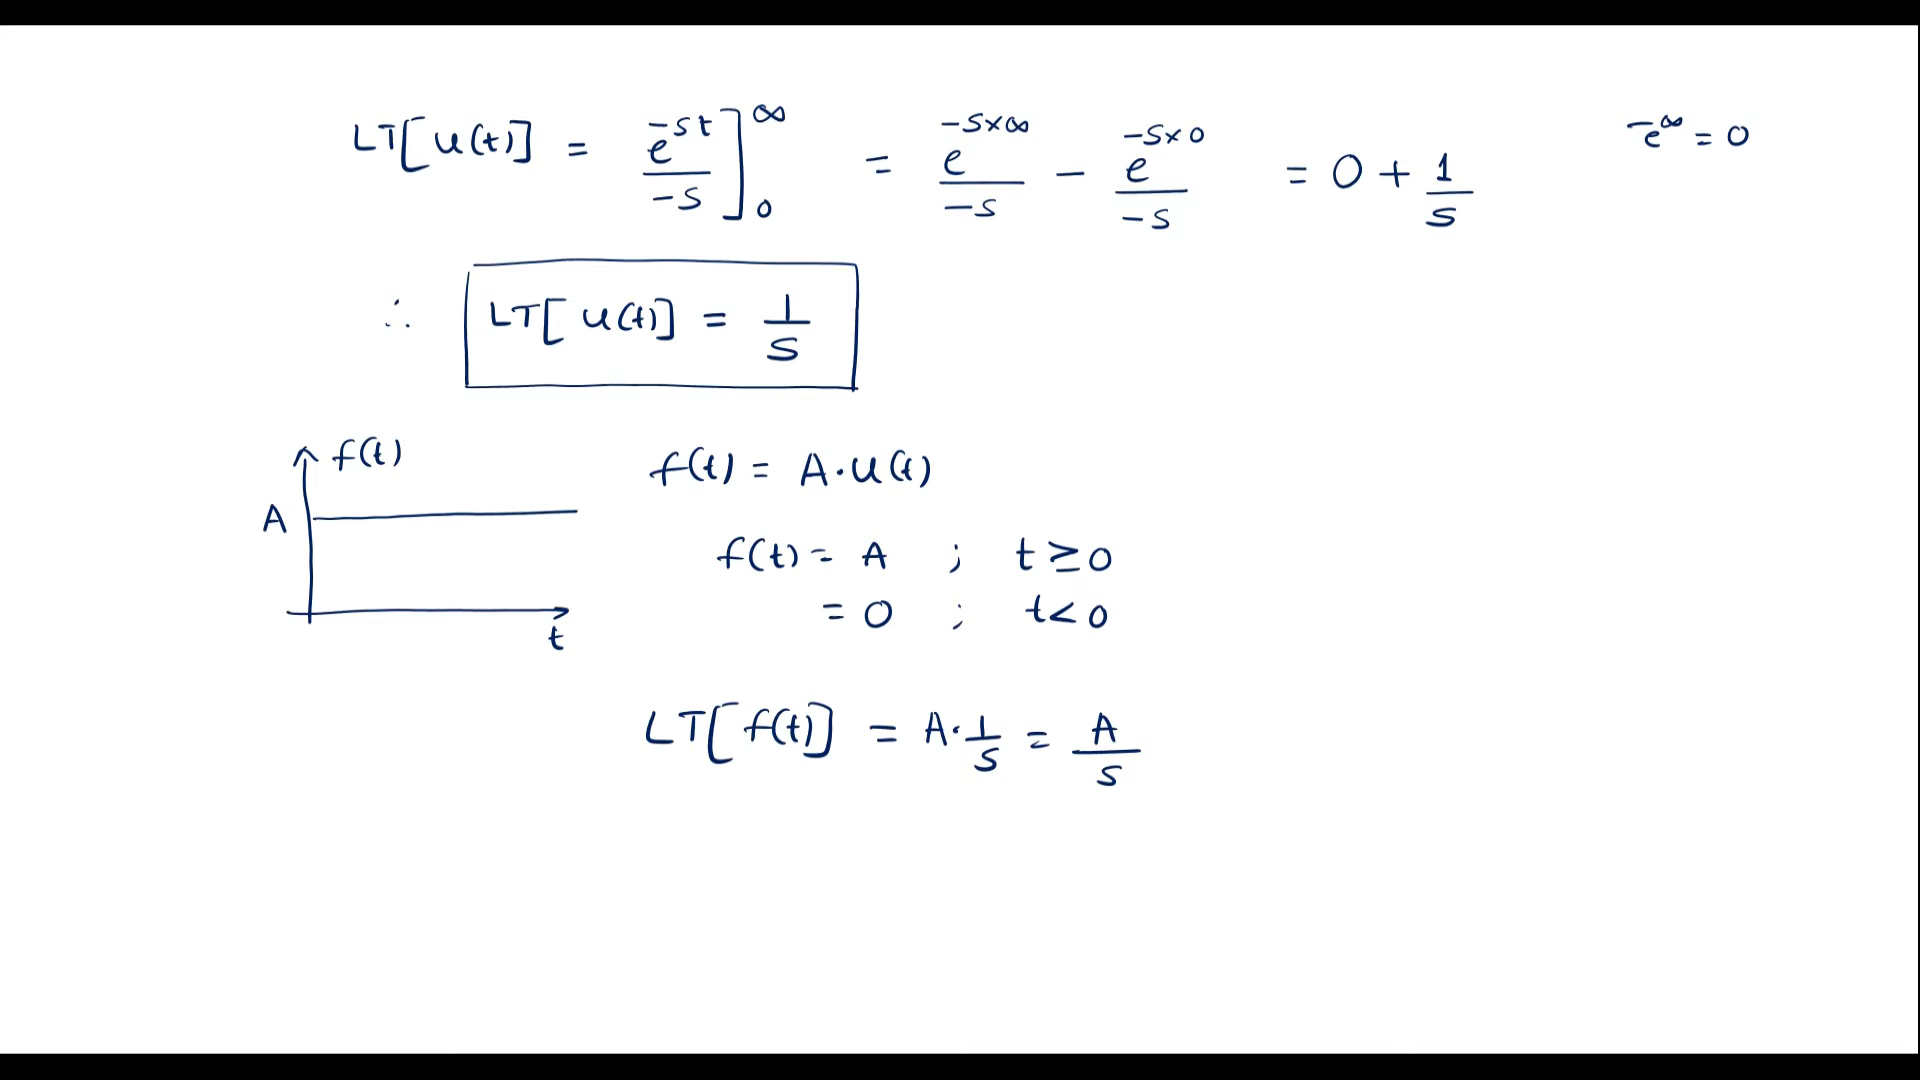 LT[u(t)] = e^{-st}/-s ]_0^∞ = e^{-s×∞}/-s - e^{-s×0}/-s = 0 + 1/s
e^{-∞} = 0
∴ LT[u(t)] = 1/s
f(t)
A
t
f(t) = A·u(t)
f(t) = A ; t ≥ 0
= 0 ; t < 0
LT[f(t)] = A·1/s = A/s